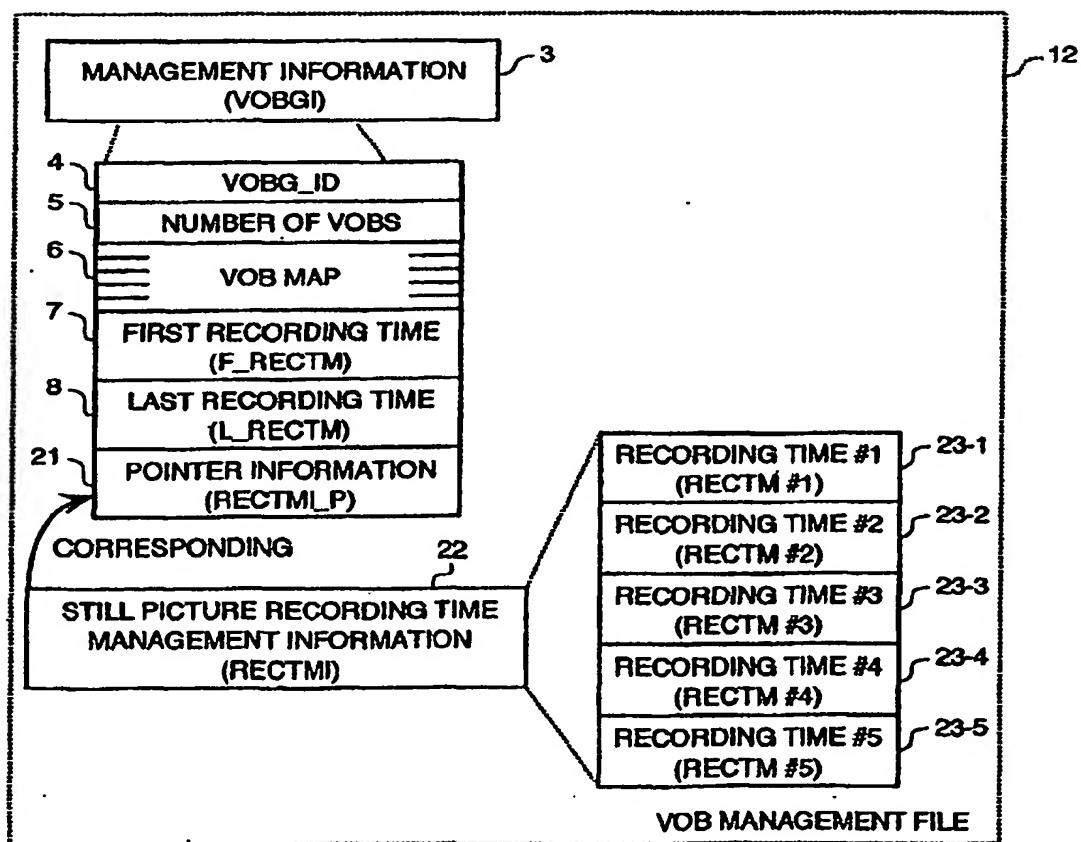 MANAGEMENT INFORMATION
(VOBGI)
3
12
4
VOBG_ID
5
NUMBER OF VOBS
6
VOB MAP
7
FIRST RECORDING TIME
(F_RECTM)
8
LAST RECORDING TIME
(L_RECTM)
21
POINTER INFORMATION
(RECTMI_P)
CORRESPONDING
22
STILL PICTURE RECORDING TIME
MANAGEMENT INFORMATION
(RECTMI)
RECORDING TIME #1
(RECTM #1)
23-1
RECORDING TIME #2
(RECTM #2)
23-2
RECORDING TIME #3
(RECTM #3)
23-3
RECORDING TIME #4
(RECTM #4)
23-4
RECORDING TIME #5
(RECTM #5)
23-5
VOB MANAGEMENT FILE